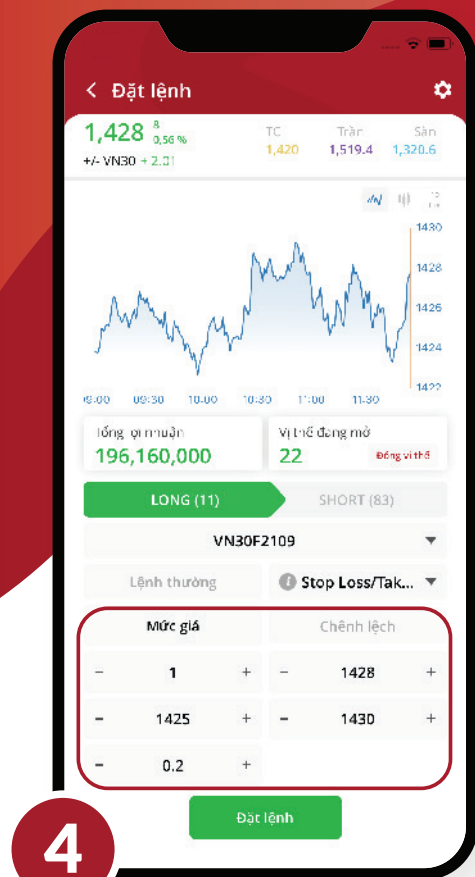 Đặt lệnh
1,428 8 0,56 %
TC Trần Sàn
1,420 1,519.4 1,320.6
+/- VN30 + 2.01
1430
1428
1426
1424
1422
09:00 09:30 10:00 10:30 11:00 11:30
Tổng lợi nhuận Vị thế đang mở
196,160,000 22 Đóng vị thế
LONG (11) SHORT (83)
VN30F2109
Lệnh thường Stop Loss/Tak...
Mức giá Chênh lệch
- 1 + - 1428 +
- 1425 + - 1430 +
- 0.2 +
Đặt lệnh
4